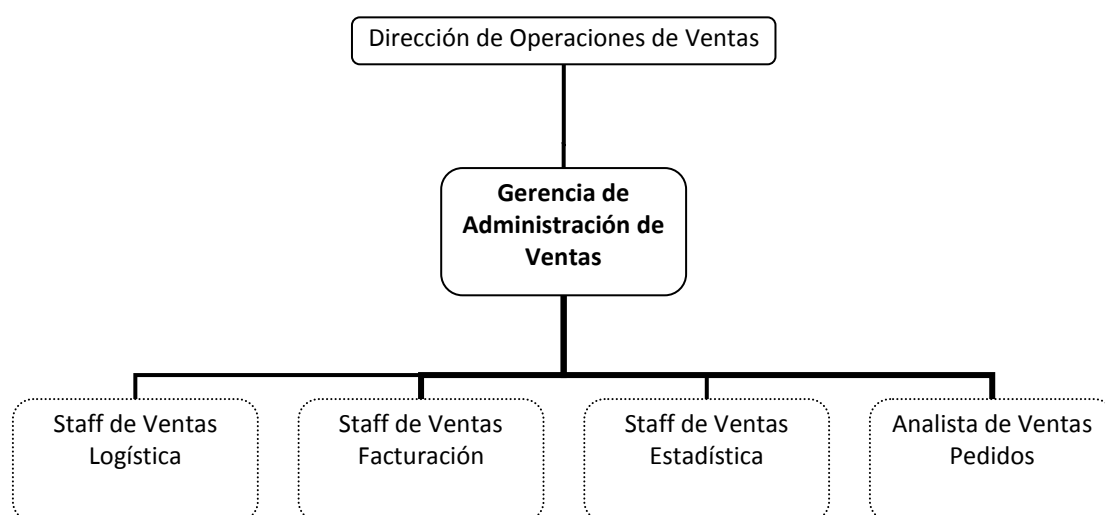 Dirección de Operaciones de Ventas
Gerencia de
Administración de
Ventas
Staff de Ventas
Logística
Staff de Ventas
Facturación
Staff de Ventas
Estadística
Analista de Ventas
Pedidos